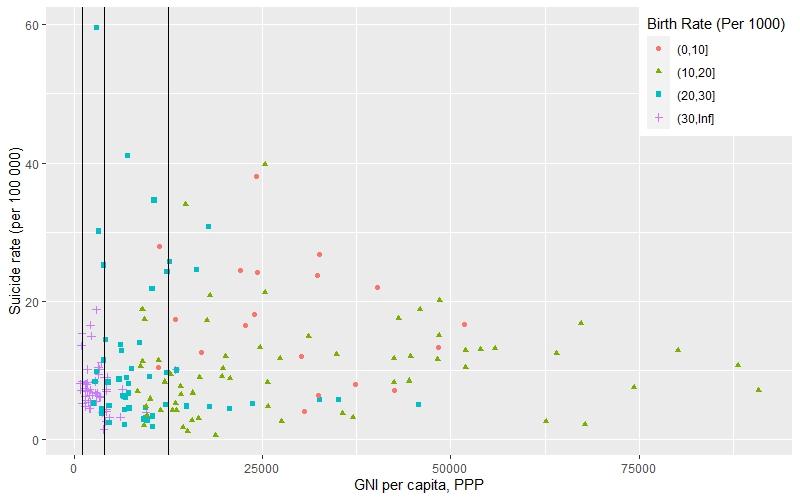 Birth Rate (Per 1000)
(0,10]
(10,20]
(20,30]
(30,Inf]
60
40
20
0
Suicide rate (per 100 000)
0
25000
50000
75000
GNI per capita, PPP